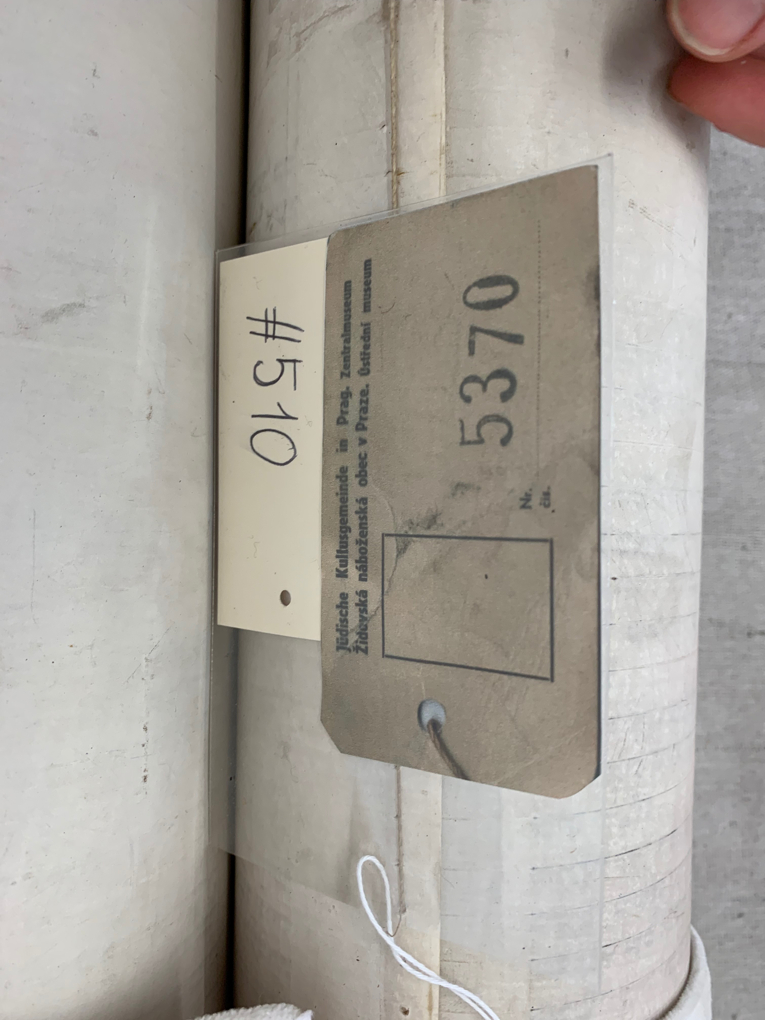 Jüdische Kultusgemeinde in Prag. Zentralmuseum
Židovská náboženská obec v Praze. Ústřední museum
5370
Nr.
čís.
#510